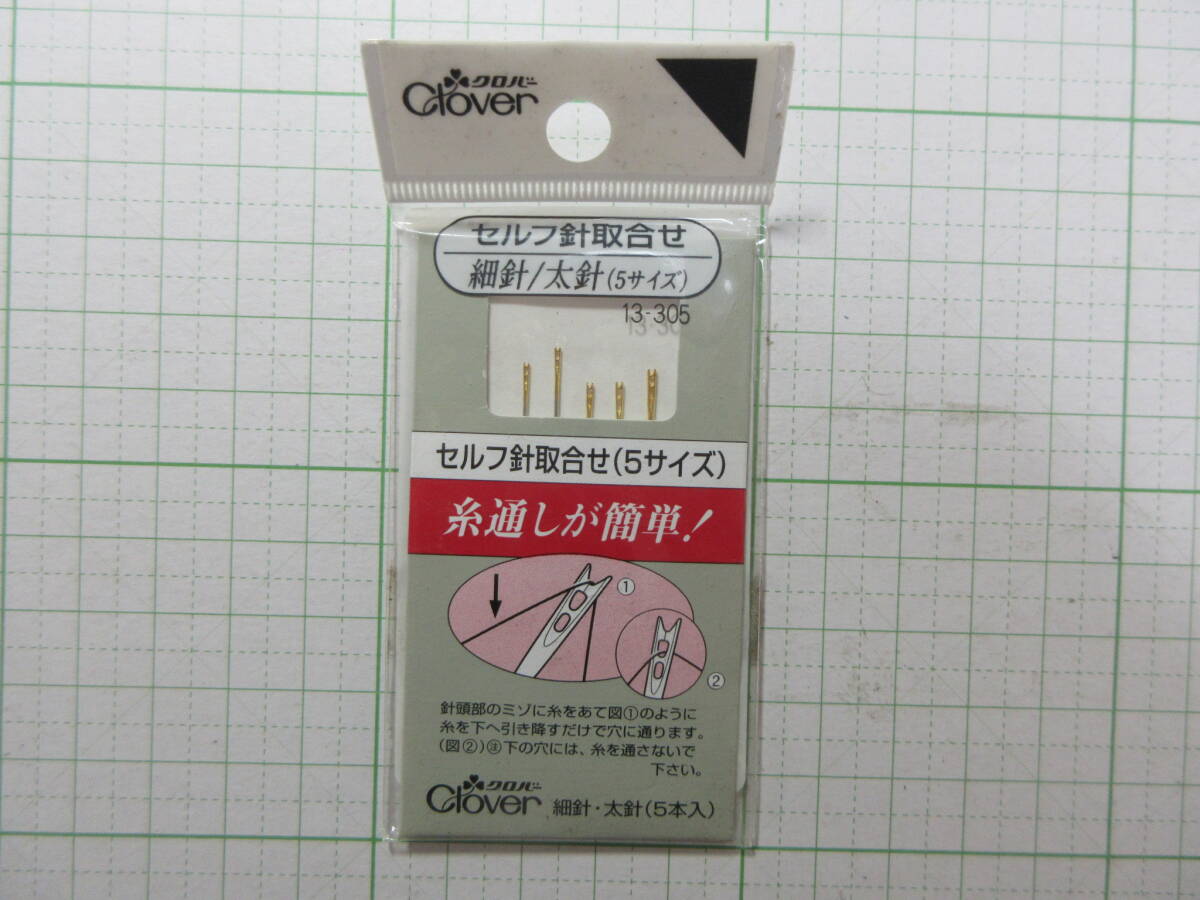 クロバー
Clover
セルフ針取合せ
細針/太針(5サイズ)
13-305
セルフ針取合せ(5サイズ)
糸通しが簡単!
①
②
針頭部のミゾに糸をあて図①のように
糸を下へ引き降すだけで穴に通ります。
(図②)㊟下の穴には、糸を通さないで
下さい。
クロバー
Clover 細針・太針(5本入)